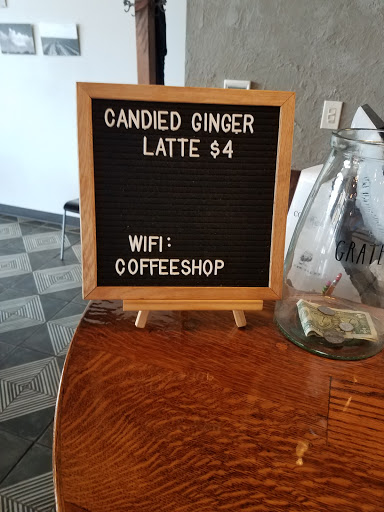 CANDIED GINGER
LATTE $4
WIFI:
COFFEESHOP